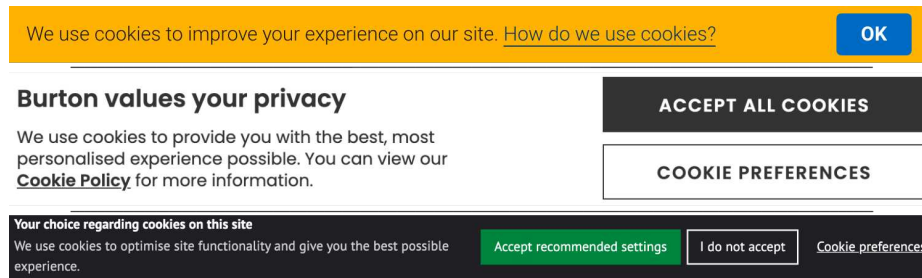 We use cookies to improve your experience on our site. How do we use cookies?
OK
Burton values your privacy
We use cookies to provide you with the best, most
personalised experience possible. You can view our
Cookie Policy for more information.
ACCEPT ALL COOKIES
COOKIE PREFERENCES
Your choice regarding cookies on this site
We use cookies to optimise site functionality and give you the best possible
experience.
Accept recommended settings
I do not accept
Cookie preferences